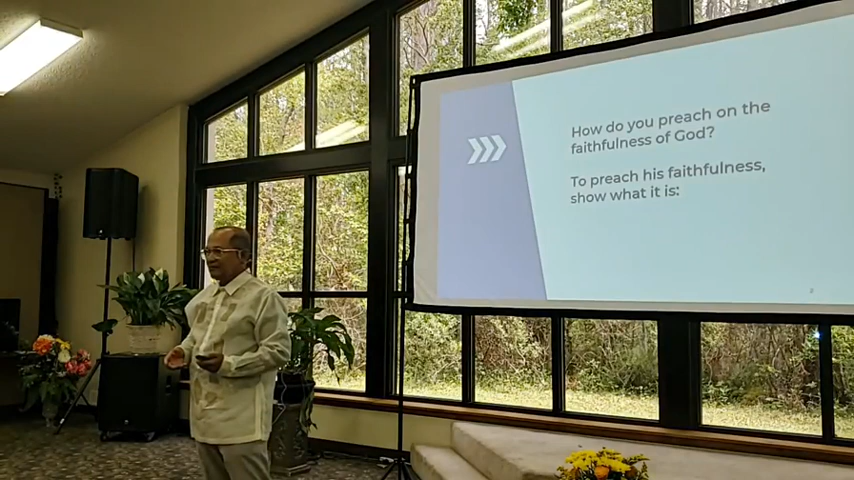 How do you preach on the
faithfulness of God?
To preach his faithfulness,
show what it is: